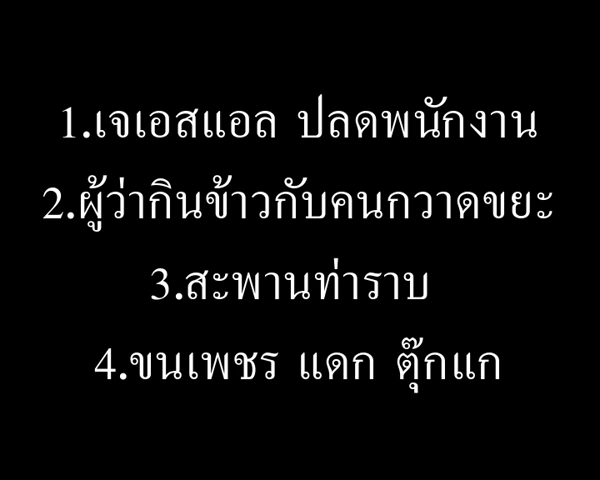 1.เจเอสแอล ปลดพนักงาน
2.ผู้ว่ากินข้าวกับคนกวาดขยะ
3.สะพานท่าราบ
4.ขนเพชร แดก ตุ๊กแก